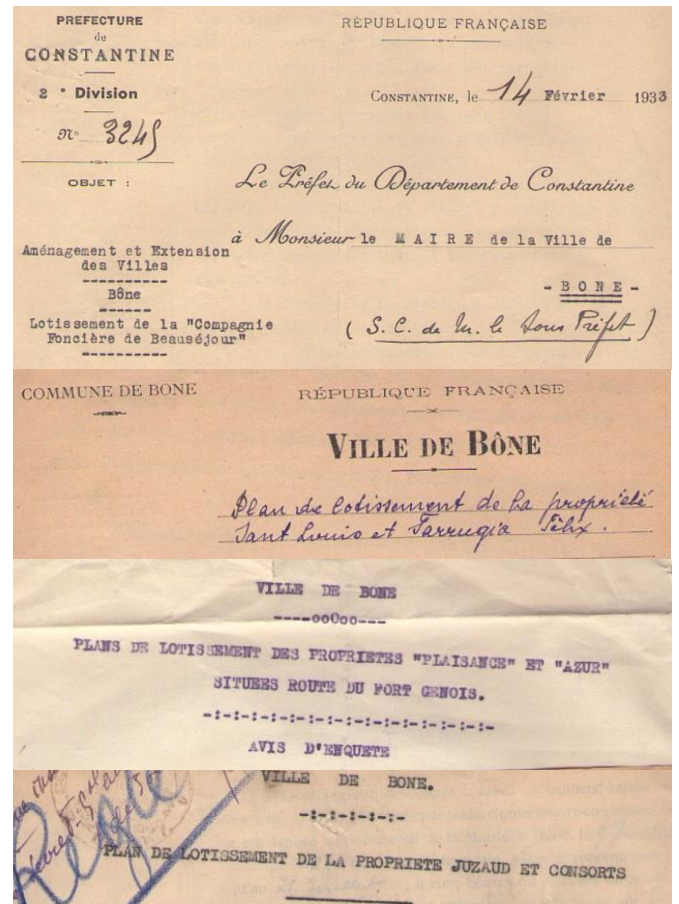 PREFECTURE
de
CONSTANTINE
2° Division
N° 3245
OBJET :
Aménagement et Extension
des Villes
Bône
Lotissement de la "Compagnie
Foncière de Beauséjour"
RÉPUBLIQUE FRANÇAISE
CONSTANTINE, le 14 Février 1933
Le Préfet du Département de Constantine
à Monsieur le MAIRE de la Ville de
- BONE -
( S. C. de M. le Sous Préfet )
COMMUNE DE BONE
RÉPUBLIQUE FRANÇAISE
VILLE DE BÔNE
Plan de lotissement de la propriété
Sant Louis et Farrugia Félix.
VILLE DE BONE
----ooOoo---
PLANS DE LOTISSEMENT DES PROPRIETES "PLAISANCE" ET "AZUR"
SITUEES ROUTE DU FORT GENOIS.
-:-:-:-:-:-:-:-:-:-:-:-:-:-:-
AVIS D'ENQUETE
VILLE DE BONE.
-:-:-:-:-:-
PLAN DE LOTISSEMENT DE LA PROPRIETE JUZAUD ET CONSORTS